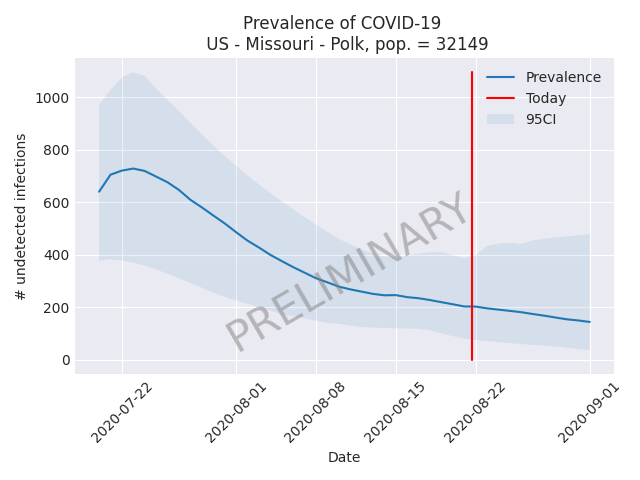 Prevalence of COVID-19
US - Missouri - Polk, pop. = 32149
Prevalence
Today
95CI
# undetected infections
1000
800
600
400
200
0
PRELIMINARY
2020-07-22
2020-08-01
2020-08-08
2020-08-15
2020-08-22
2020-09-01
Date